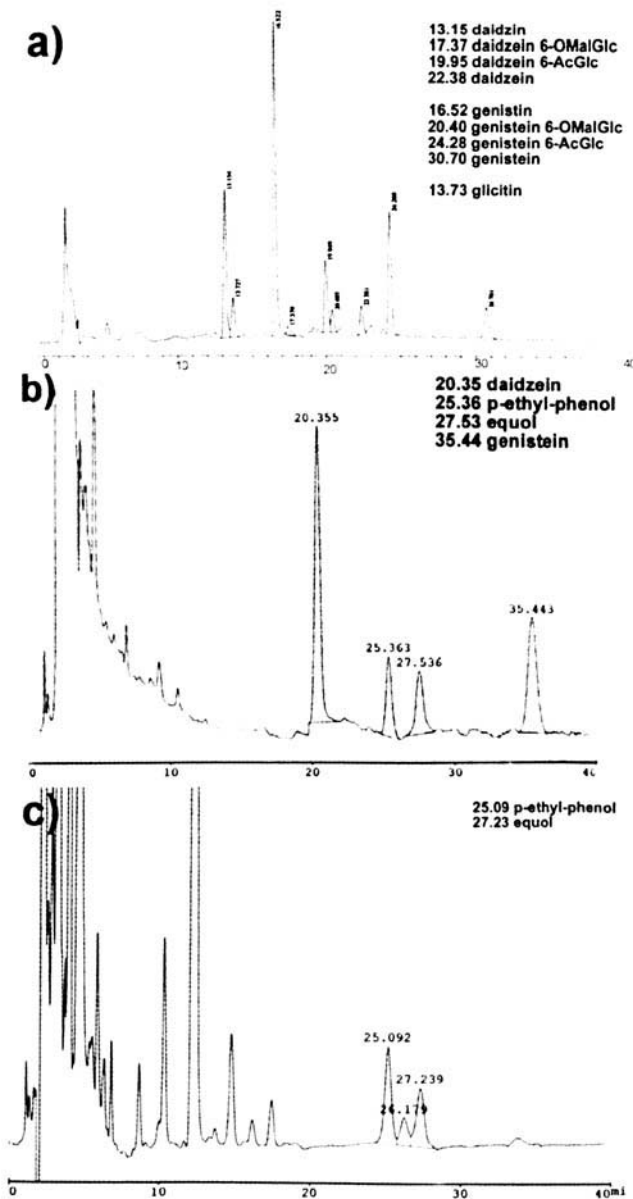 a)
13.15 daidzin
17.37 daidzein 6-OMalGlc
19.95 daidzein 6-AcGlc
22.38 daidzein
16.52 genistin
20.40 genistein 6-OMalGlc
24.28 genistein 6-AcGlc
30.70 genistein
13.73 glicitin
0 10 20 30 40
b)
20.35 daidzein
25.36 p-ethyl-phenol
27.53 equol
35.44 genistein
20.355
25.363
27.536
35.443
0 10 20 30
c)
25.09 p-ethyl-phenol
27.23 equol
25.092
26.179
27.239
0 10 20 30 40mi